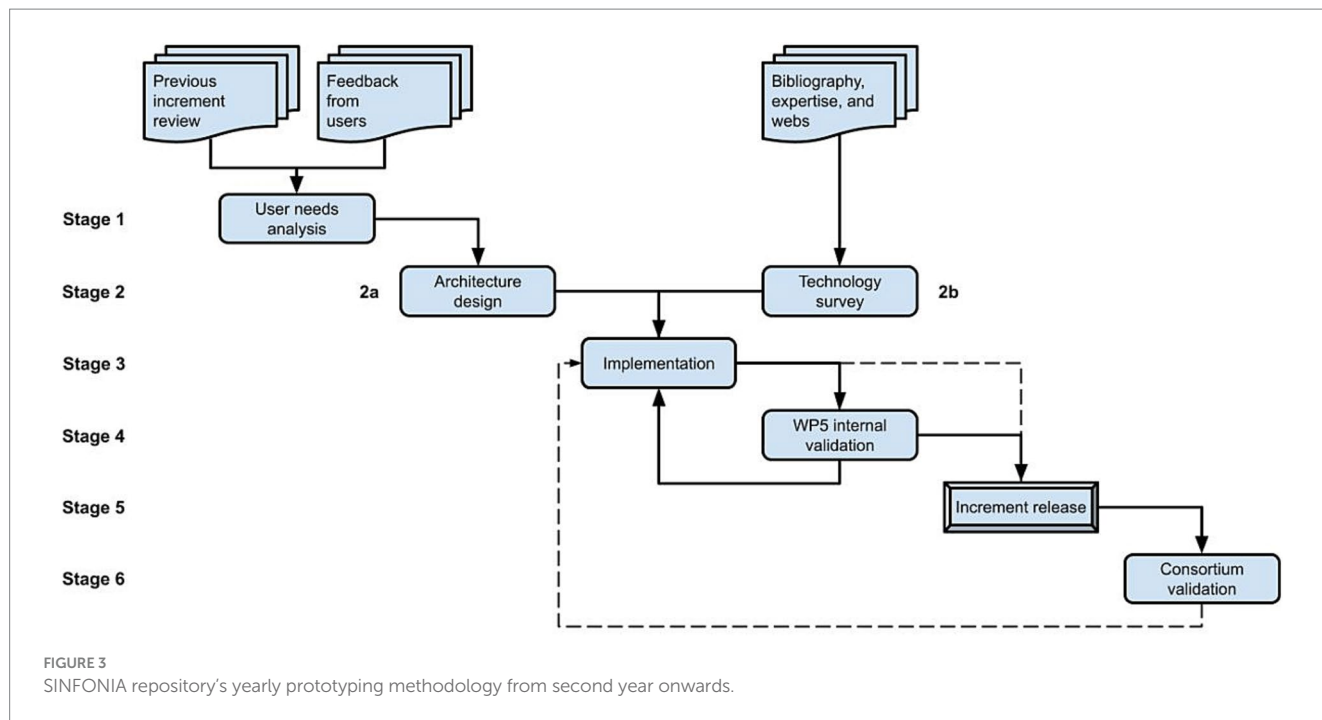 Previous
increment
review
Feedback
from
users
Bibliography,
expertise, and
webs
Stage 1
User needs
analysis
Stage 2
2a
Architecture
design
Technology
survey
2b
Stage 3
Implementation
Stage 4
WP5 internal
validation
Stage 5
Increment release
Stage 6
Consortium
validation
FIGURE 3
SINFONIA repository's yearly prototyping methodology from second year onwards.